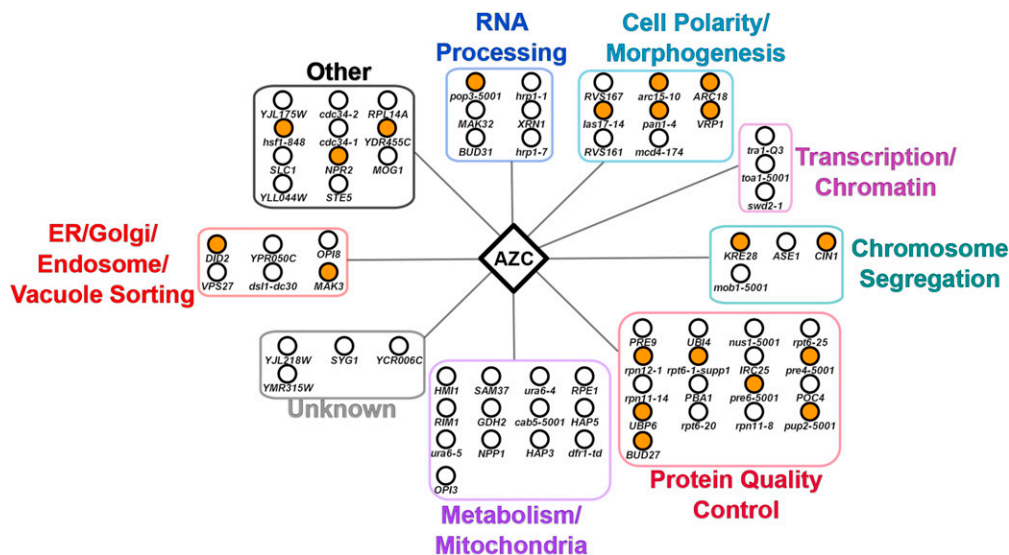 RNA
Processing
pop3-5001 hrp1-1
MAK32 XRN1
BUD31 hrp1-7
Cell Polarity/
Morphogenesis
RVS167 arc15-10 ARC18
las17-14 pan1-4 VRP1
RVS161 mcd4-174
Other
YJL175W cdc34-2 RPL14A
hsf1-848 cdc34-1 YDR455C
SLC1 NPR2 MOG1
YLL044W STE5
tra1-Q3
toa1-5001
swd2-1
Transcription/
Chromatin
ER/Golgi/
Endosome/
Vacuole Sorting
DID2 YPR050C OPI8
VPS27 dsl1-dc30 MAK3
AZC
KRE28 ASE1 CIN1
mob1-5001
Chromosome
Segregation
YJL218W SYG1 YCR006C
YMR315W
Unknown
HMI1 SAM37 ura6-4 RPE1
RIM1 GDH2 cab5-5001 HAP5
ura6-5 NPP1 HAP3 dfr1-td
OPI3
Metabolism/
Mitochondria
PRE9 UBI4 nus1-5001 rpt6-25
rpn12-1 rpt6-1-supp1 IRC25 pre4-5001
rpn11-14 PBA1 pre6-5001 POC4
UBP6 rpt6-20 rpn11-8 pup2-5001
BUD27
Protein Quality
Control